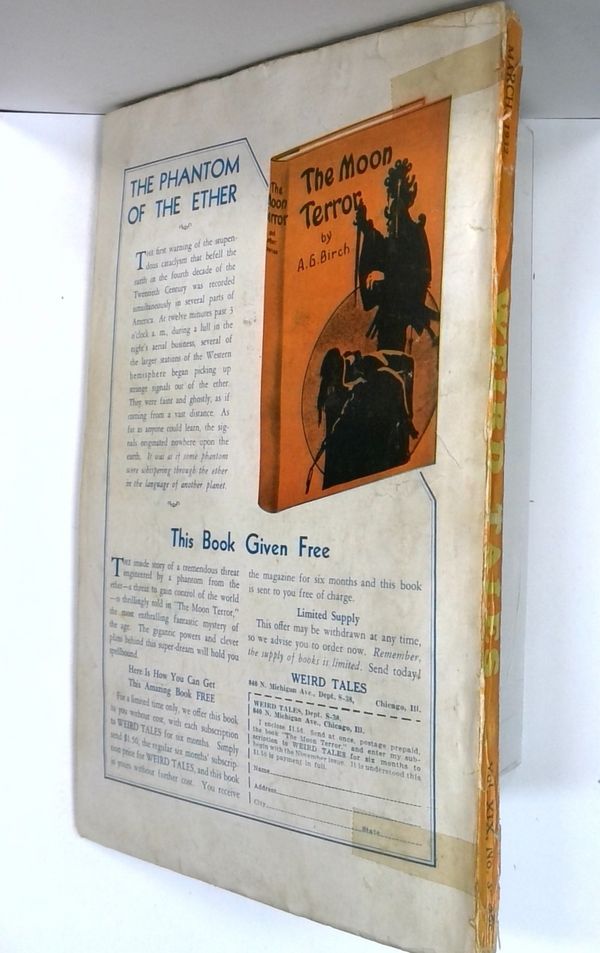 THE PHANTOM
OF THE ETHER
THE first warning of the stupen-
dous cataclysm that befell the
earth in the fourth decade of the
Twentieth Century was recorded
simultaneously in several parts of
America. At twelve minutes past 3
o'clock a. m., during a lull in the
night's aerial business, several of
the larger stations of the Western
hemisphere began picking up
strange signals out of the ether.
They were faint and ghostly, as if
coming from a vast distance. As
far as anyone could learn, the sig-
nals originated nowhere upon the
earth. It was as if some phantom
were whispering through the ether
in the language of another planet.
The Moon
Terror
by
A.G. Birch
The
Moon
Terror
and
This Book Given Free
THE inside story of a tremendous threat
engineered by a phantom from the
ether—a threat to gain control of the world
—is thrillingly told in "The Moon Terror,"
the most enthralling fantastic mystery of
the age. The gigantic powers and clever
plans behind this super-dream will hold you
spellbound.
Here Is How You Can Get
This Amazing Book FREE
For a limited time only, we offer this book
to you without cost, with each subscription
to WEIRD TALES for six months. Simply
send $1.50, the regular six months' subscrip-
tion price for WEIRD TALES, and this book
is yours without further cost. You receive
the magazine for six months and this book
is sent to you free of charge.
Limited Supply
This offer may be withdrawn at any time,
so we advise you to order now. Remember,
the supply of books is limited. Send today!
WEIRD TALES
840 N. Michigan Ave., Dept. S-38, Chicago, Ill.
WEIRD TALES, Dept. S-38,
840 N. Michigan Ave., Chicago, Ill.
I enclose $1.50. Send at once, postage prepaid,
the book "The Moon Terror," and enter my sub-
scription to WEIRD TALES for six months to
begin with the November issue. It is understood this
$1.50 is payment in full.
Name
Address
City
State
MARCH, 1932
WEIRD TALES
Vol. XIX, No. 3